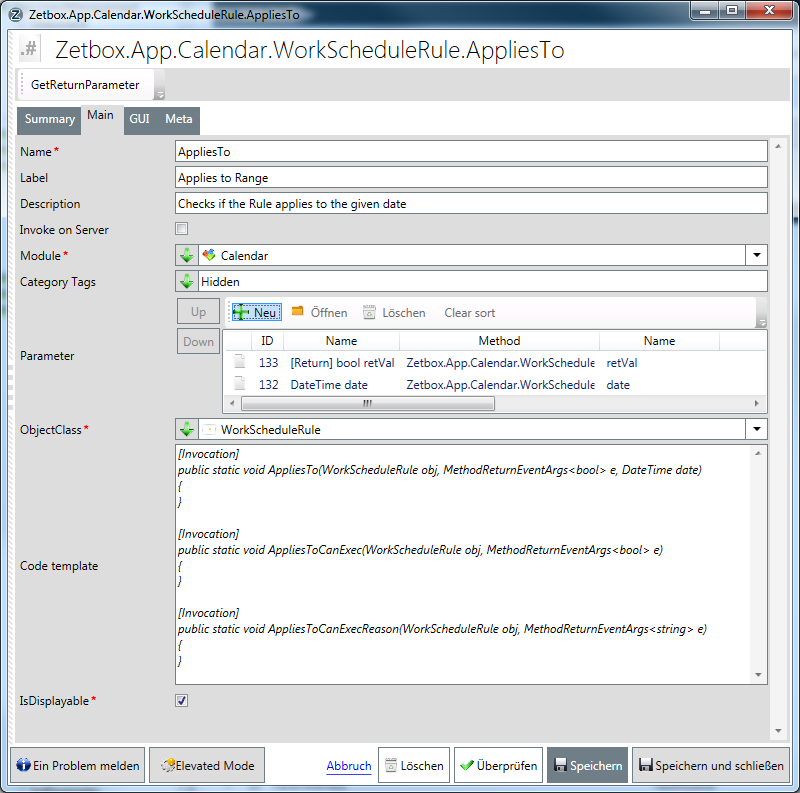 Zetbox.App.Calendar.WorkScheduleRule.AppliesTo
.# Zetbox.App.Calendar.WorkScheduleRule.AppliesTo
GetReturnParameter
Summary Main GUI Meta
Name* AppliesTo
Label Applies to Range
Description Checks if the Rule applies to the given date
Invoke on Server
Module* Calendar
Category Tags Hidden
Up Neu Öffnen Löschen Clear sort
Down ID Name Method Name
Parameter
133 [Return] bool retVal Zetbox.App.Calendar.WorkSchedule retVal
132 DateTime date Zetbox.App.Calendar.WorkSchedule date
ObjectClass* WorkScheduleRule
Code template
[Invocation]
public static void AppliesTo(WorkScheduleRule obj, MethodReturnEventArgs<bool> e, DateTime date)
{
}
[Invocation]
public static void AppliesToCanExec(WorkScheduleRule obj, MethodReturnEventArgs<bool> e)
{
}
[Invocation]
public static void AppliesToCanExecReason(WorkScheduleRule obj, MethodReturnEventArgs<string> e)
{
}
IsDisplayable*
Ein Problem melden Elevated Mode Abbruch Löschen Überprüfen Speichern Speichern und schließen